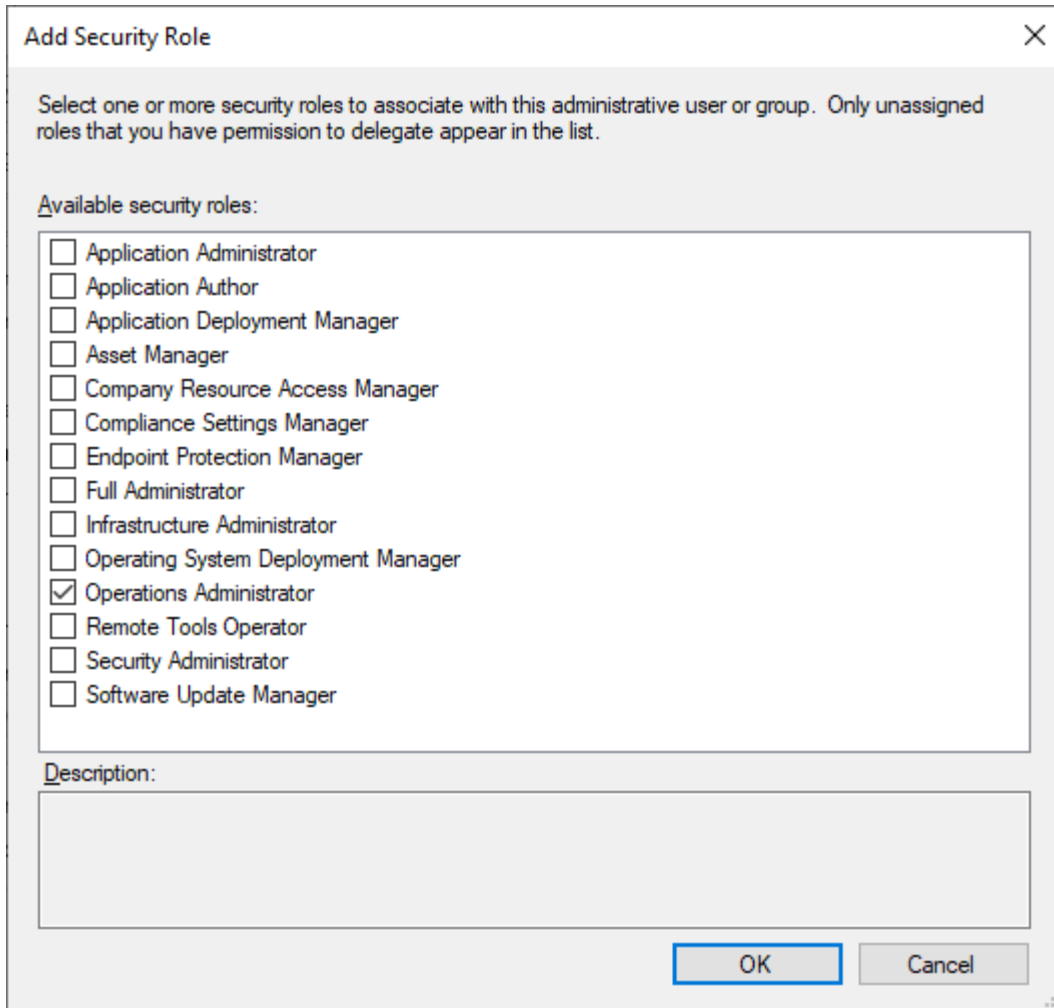 Add Security Role
Select one or more security roles to associate with this administrative user or group.  Only unassigned
roles that you have permission to delegate appear in the list.
Available security roles:
Application Administrator
Application Author
Application Deployment Manager
Asset Manager
Company Resource Access Manager
Compliance Settings Manager
Endpoint Protection Manager
Full Administrator
Infrastructure Administrator
Operating System Deployment Manager
Operations Administrator
Remote Tools Operator
Security Administrator
Software Update Manager
Description:
OK
Cancel